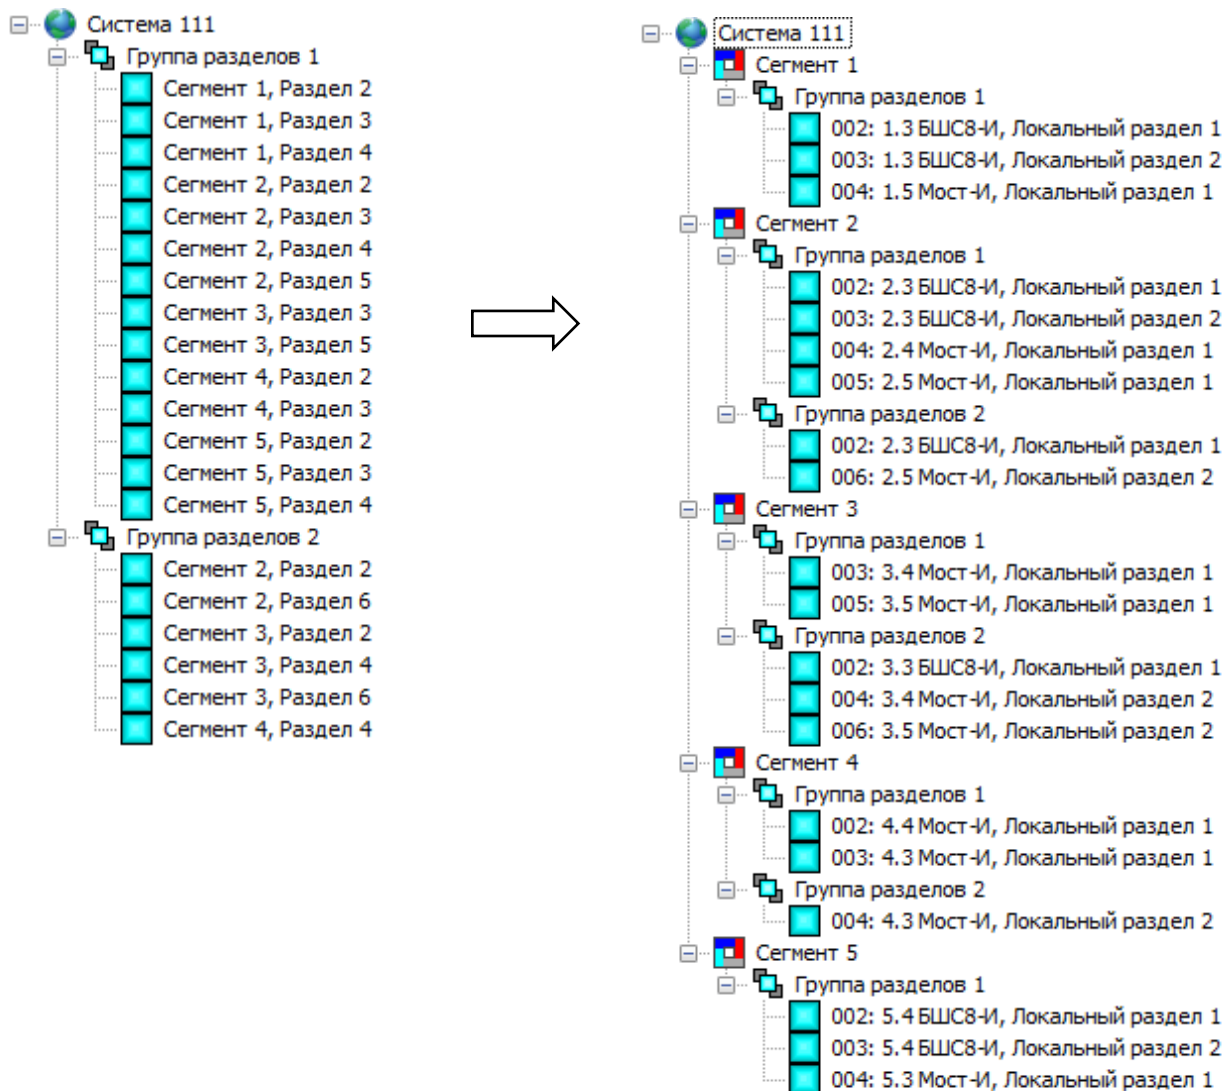 Система 111
Группа разделов 1
Сегмент 1, Раздел 2
Сегмент 1, Раздел 3
Сегмент 1, Раздел 4
Сегмент 2, Раздел 2
Сегмент 2, Раздел 3
Сегмент 2, Раздел 4
Сегмент 2, Раздел 5
Сегмент 3, Раздел 3
Сегмент 3, Раздел 5
Сегмент 4, Раздел 2
Сегмент 4, Раздел 3
Сегмент 5, Раздел 2
Сегмент 5, Раздел 3
Сегмент 5, Раздел 4
Группа разделов 2
Сегмент 2, Раздел 2
Сегмент 2, Раздел 6
Сегмент 3, Раздел 2
Сегмент 3, Раздел 4
Сегмент 3, Раздел 6
Сегмент 4, Раздел 4
Система 111
Сегмент 1
Группа разделов 1
002: 1.3 БШС8-И, Локальный раздел 1
003: 1.3 БШС8-И, Локальный раздел 2
004: 1.5 Мост-И, Локальный раздел 1
Сегмент 2
Группа разделов 1
002: 2.3 БШС8-И, Локальный раздел 1
003: 2.3 БШС8-И, Локальный раздел 2
004: 2.4 Мост-И, Локальный раздел 1
005: 2.5 Мост-И, Локальный раздел 1
Группа разделов 2
002: 2.3 БШС8-И, Локальный раздел 1
006: 2.5 Мост-И, Локальный раздел 2
Сегмент 3
Группа разделов 1
003: 3.4 Мост-И, Локальный раздел 1
005: 3.5 Мост-И, Локальный раздел 1
Группа разделов 2
002: 3.3 БШС8-И, Локальный раздел 1
004: 3.4 Мост-И, Локальный раздел 2
006: 3.5 Мост-И, Локальный раздел 2
Сегмент 4
Группа разделов 1
002: 4.4 Мост-И, Локальный раздел 1
003: 4.3 Мост-И, Локальный раздел 1
Группа разделов 2
004: 4.3 Мост-И, Локальный раздел 2
Сегмент 5
Группа разделов 1
002: 5.4 БШС8-И, Локальный раздел 1
003: 5.4 БШС8-И, Локальный раздел 2
004: 5.3 Мост-И, Локальный раздел 1